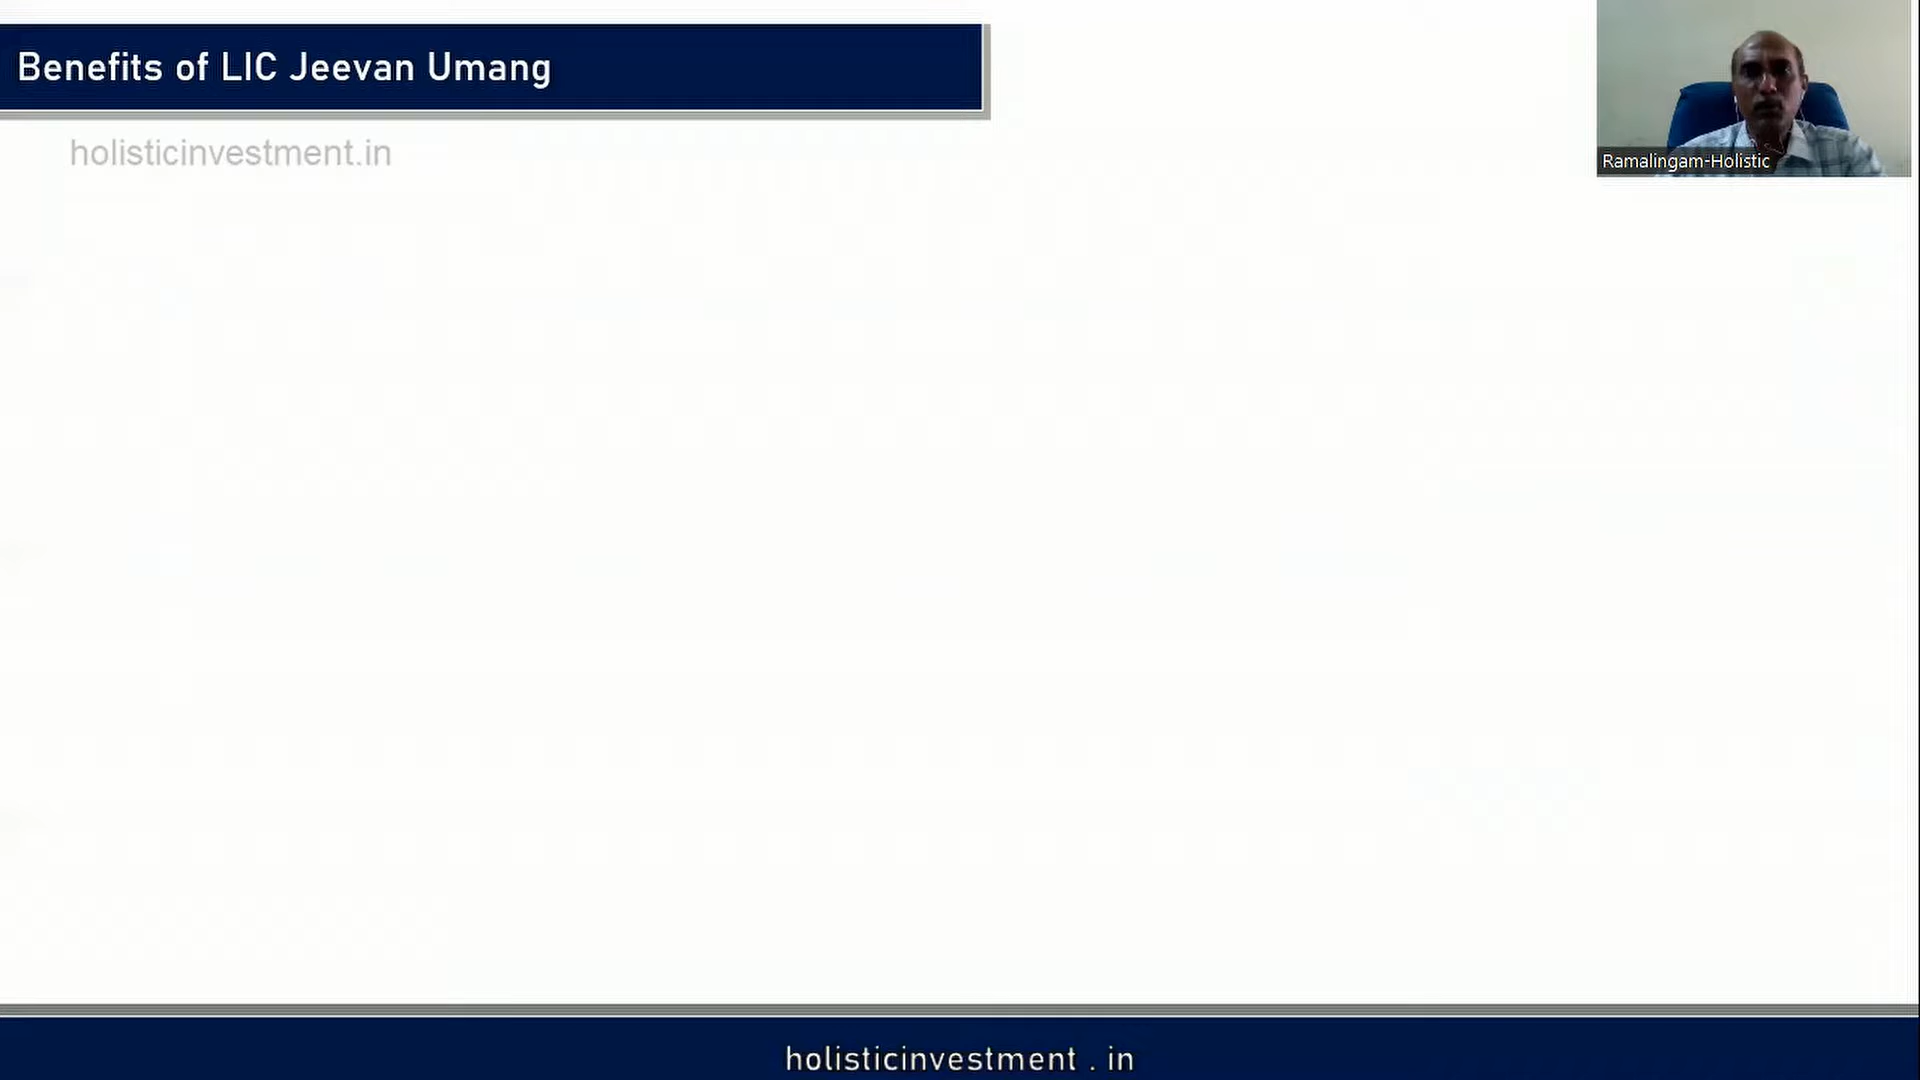 Benefits of LIC Jeevan Umang
holisticinvestment.in
Ramalingam-Holistic
holisticinvestment . in